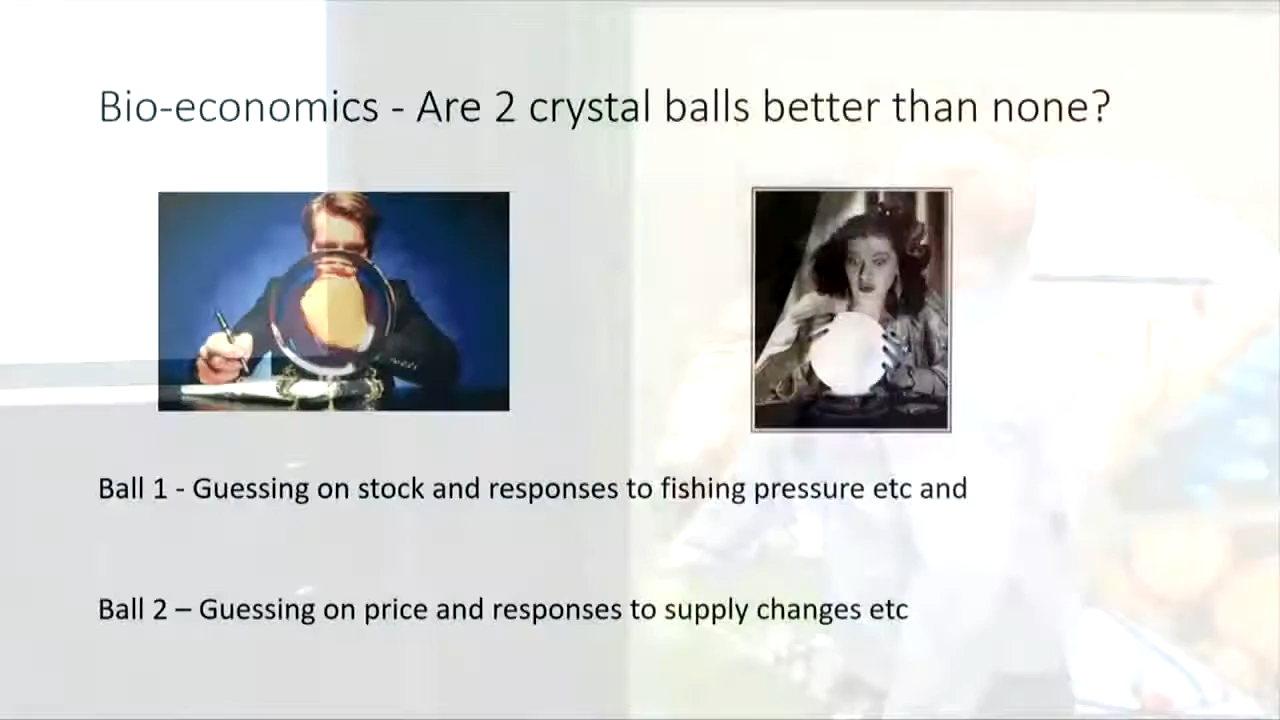 Bio-economics - Are 2 crystal balls better than none?
Ball 1 - Guessing on stock and responses to fishing pressure etc and
Ball 2 – Guessing on price and responses to supply changes etc